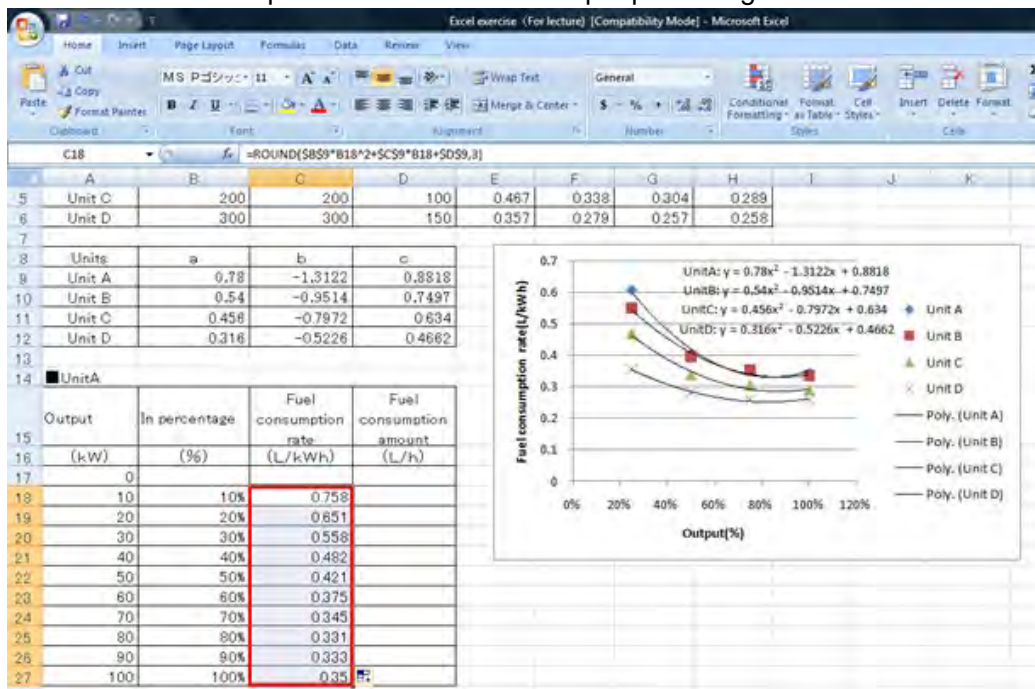 Excel exercise (For lecture) [Compatibility Mode] - Microsoft Excel
Home Insert Page Layout Formulas Data Review View
Cut
Copy
Format Painter
Paste
Clipboard
MS Pゴシック 11
B I U
Font
Wrap Text
Merge & Center
Alignment
General
$ % ,
Number
Conditional Formatting
Format as Table
Cell Styles
Styles
Insert Delete Format
Cells
C18 fx =ROUND($B$9*B18^2+$C$9*B18+$D$9,3)
A B C D E F G H I J K
5 Unit C 200 200 100 0.467 0.338 0.304 0.289
6 Unit D 300 300 150 0.357 0.279 0.257 0.258
7
8 Units a b c
9 Unit A 0.78 -1.3122 0.8818
10 Unit B 0.54 -0.9514 0.7497
11 Unit C 0.456 -0.7972 0.634
12 Unit D 0.316 -0.5226 0.4662
13
14 ■UnitA
15 Output In percentage Fuel consumption rate Fuel consumption amount
16 (kW) (%) (L/kWh) (L/h)
17 0
18 10 10% 0.758
19 20 20% 0.651
20 30 30% 0.558
21 40 40% 0.482
22 50 50% 0.421
23 60 60% 0.375
24 70 70% 0.345
25 80 80% 0.331
26 90 90% 0.333
27 100 100% 0.35
Fuel consumption rate(L/kWh)
0.7
0.6
0.5
0.4
0.3
0.2
0.1
0
0% 20% 40% 60% 80% 100% 120%
Output(%)
UnitA: y = 0.78x² - 1.3122x + 0.8818
UnitB: y = 0.54x² - 0.9514x + 0.7497
UnitC: y = 0.456x² - 0.7972x + 0.634
UnitD: y = 0.316x² - 0.5226x + 0.4662
Unit A
Unit B
Unit C
Unit D
Poly. (Unit A)
Poly. (Unit B)
Poly. (Unit C)
Poly. (Unit D)